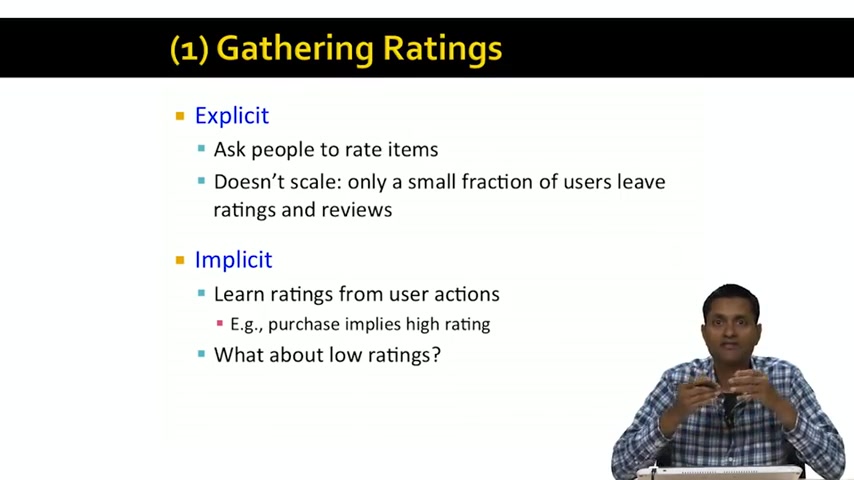 (1) Gathering Ratings
Explicit
Ask people to rate items
Doesn't scale: only a small fraction of users leave
ratings and reviews
Implicit
Learn ratings from user actions
E.g., purchase implies high rating
What about low ratings?